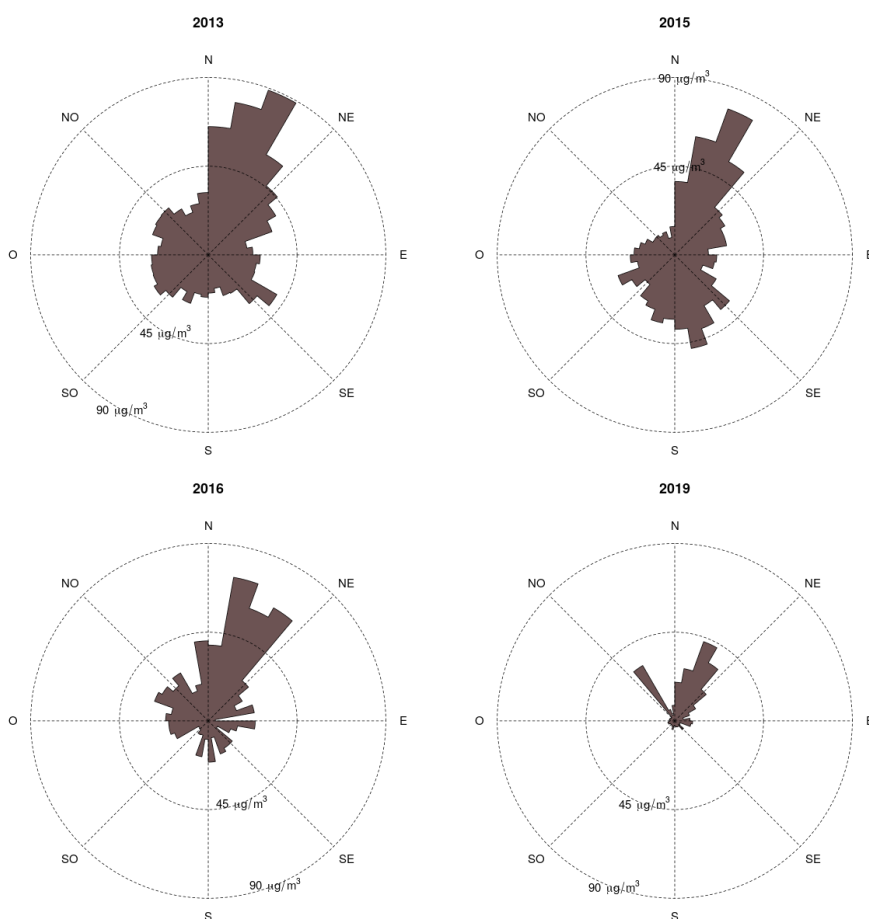 2013
N
NO
NE
O
E
45 µg/m³
SO
SE
90 µg/m³
S
2015
N
90 µg/m³
NO
NE
45 µg/m³
O
E
SO
SE
S
2016
N
NO
NE
O
E
45 µg/m³
SO
SE
90 µg/m³
S
2019
N
NO
NE
O
E
45 µg/m³
SO
SE
90 µg/m³
S